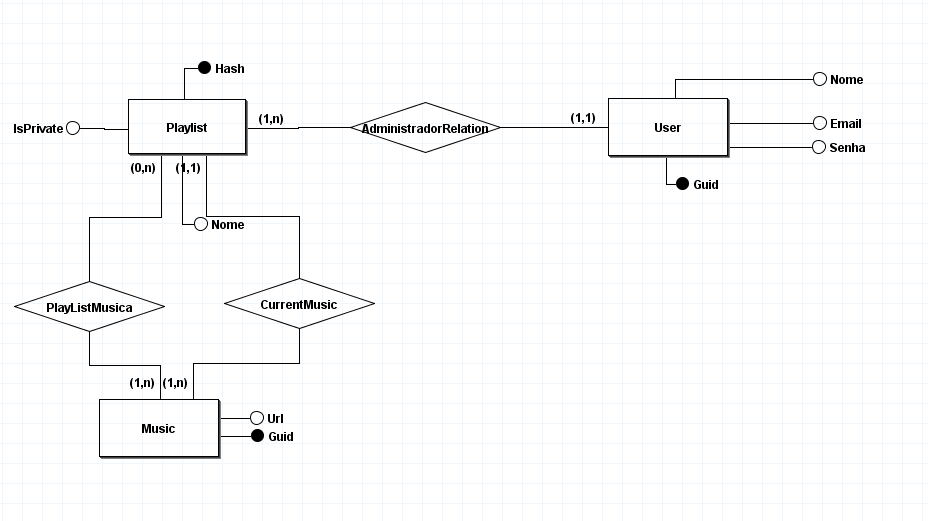 Hash
IsPrivate
Playlist
(1,n)
AdministradorRelation
(1,1)
User
Nome
Email
Senha
Guid
(0,n)
(1,1)
Nome
PlayListMusica
CurrentMusic
(1,n)
(1,n)
Music
Url
Guid